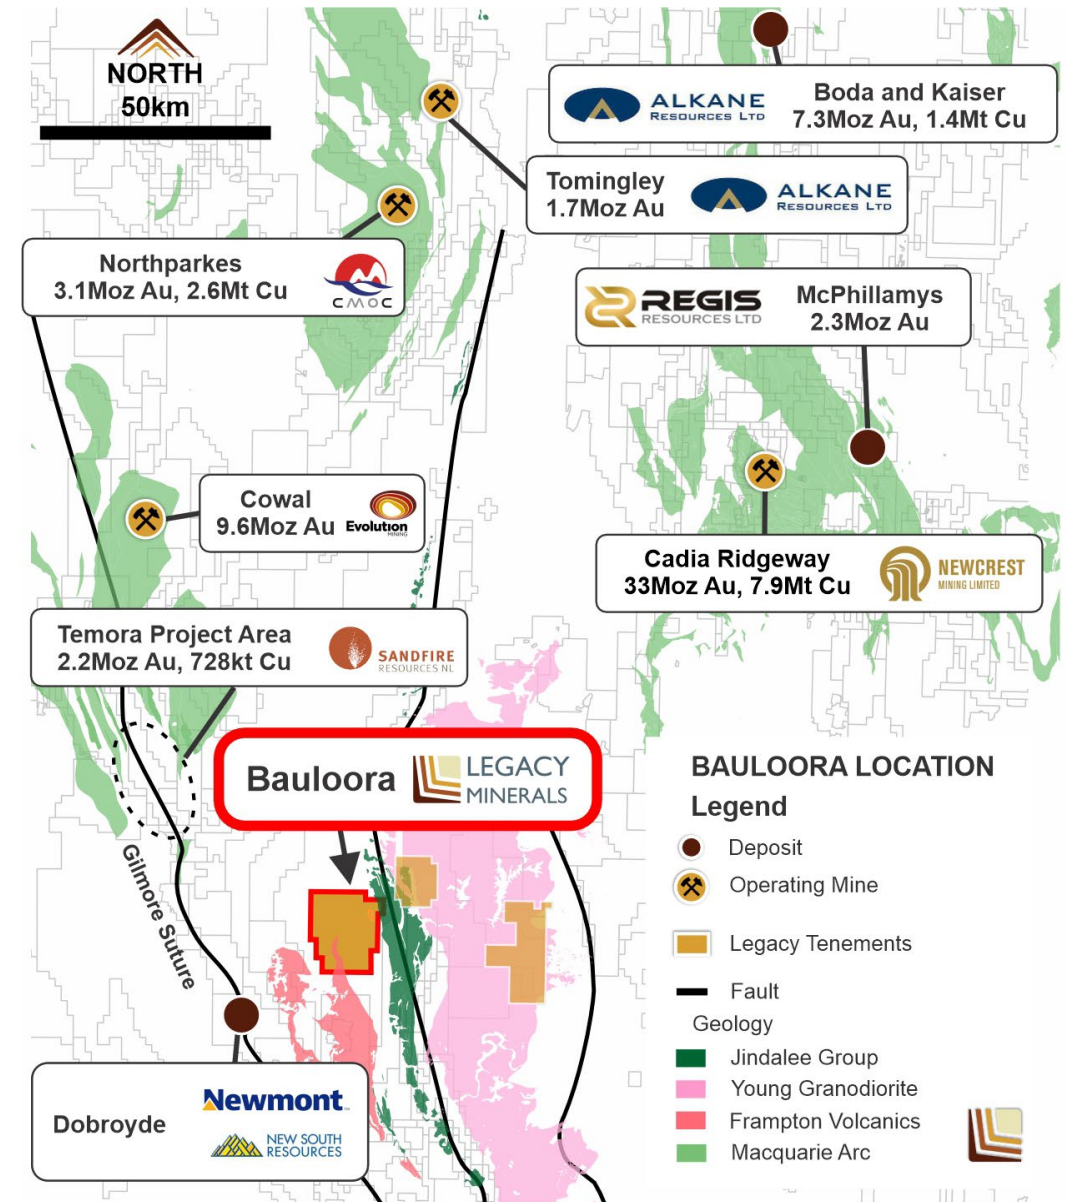 NORTH
50km
ALKANE
RESOURCES LTD
Boda and Kaiser
7.3Moz Au, 1.4Mt Cu
Tomingley
1.7Moz Au
ALKANE
RESOURCES LTD
Northparkes
3.1Moz Au, 2.6Mt Cu
CMOC
REGIS
RESOURCES LTD
McPhillamys
2.3Moz Au
Cowal
9.6Moz Au
Evolution
MINING
Cadia Ridgeway
33Moz Au, 7.9Mt Cu
NEWCREST
MINING LIMITED
Temora Project Area
2.2Moz Au, 728kt Cu
SANDFIRE
RESOURCES NL
Bauloora
LEGACY
MINERALS
Gilmore Suture
Dobroyde
Newmont
NEW SOUTH
RESOURCES
BAULOORA LOCATION
Legend
Deposit
Operating Mine
Legacy Tenements
Fault
Geology
Jindalee Group
Young Granodiorite
Frampton Volcanics
Macquarie Arc